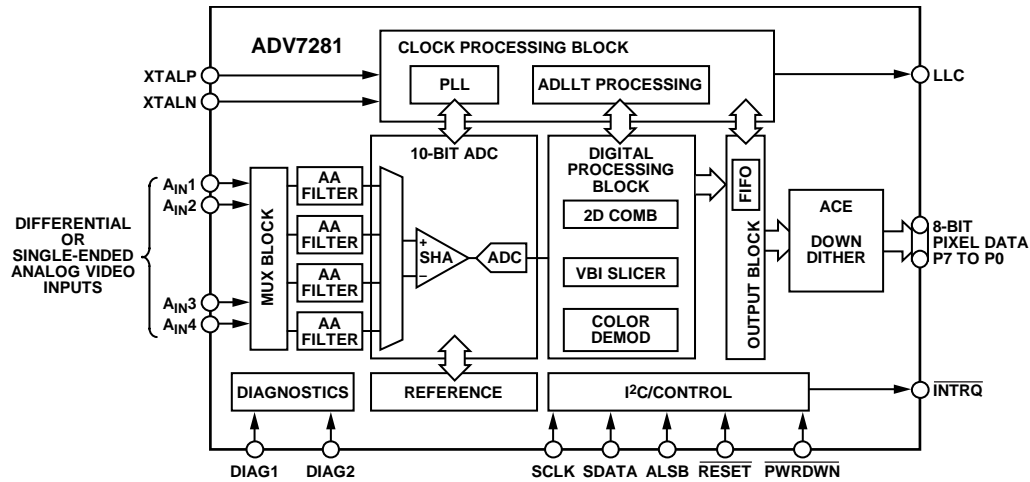 ADV7281
CLOCK PROCESSING BLOCK
XTALP
XTALN
PLL
ADLLT PROCESSING
LLC
10-BIT ADC
DIGITAL
PROCESSING
BLOCK
2D COMB
VBI SLICER
COLOR
DEMOD
AIN1
AIN2
AIN3
AIN4
DIFFERENTIAL
OR
SINGLE-ENDED
ANALOG VIDEO
INPUTS
MUX BLOCK
AA
FILTER
AA
FILTER
AA
FILTER
AA
FILTER
+
SHA
–
ADC
FIFO
OUTPUT BLOCK
ACE
DOWN
DITHER
8-BIT
PIXEL DATA
P7 TO P0
DIAGNOSTICS
REFERENCE
I²C/CONTROL
INTRQ
DIAG1
DIAG2
SCLK
SDATA
ALSB
RESET
PWRDWN